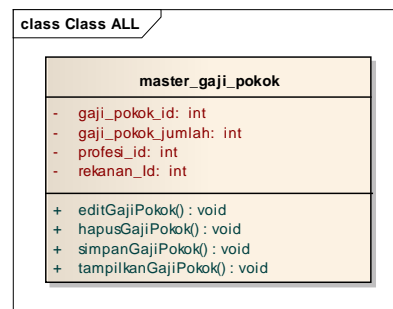 class Class ALL
master_gaji_pokok
- gaji_pokok_id: int
- gaji_pokok_jumlah: int
- profesi_id: int
- rekanan_Id: int
+ editGajiPokok() : void
+ hapusGajiPokok() : void
+ simpanGajiPokok() : void
+ tampilkanGajiPokok() : void